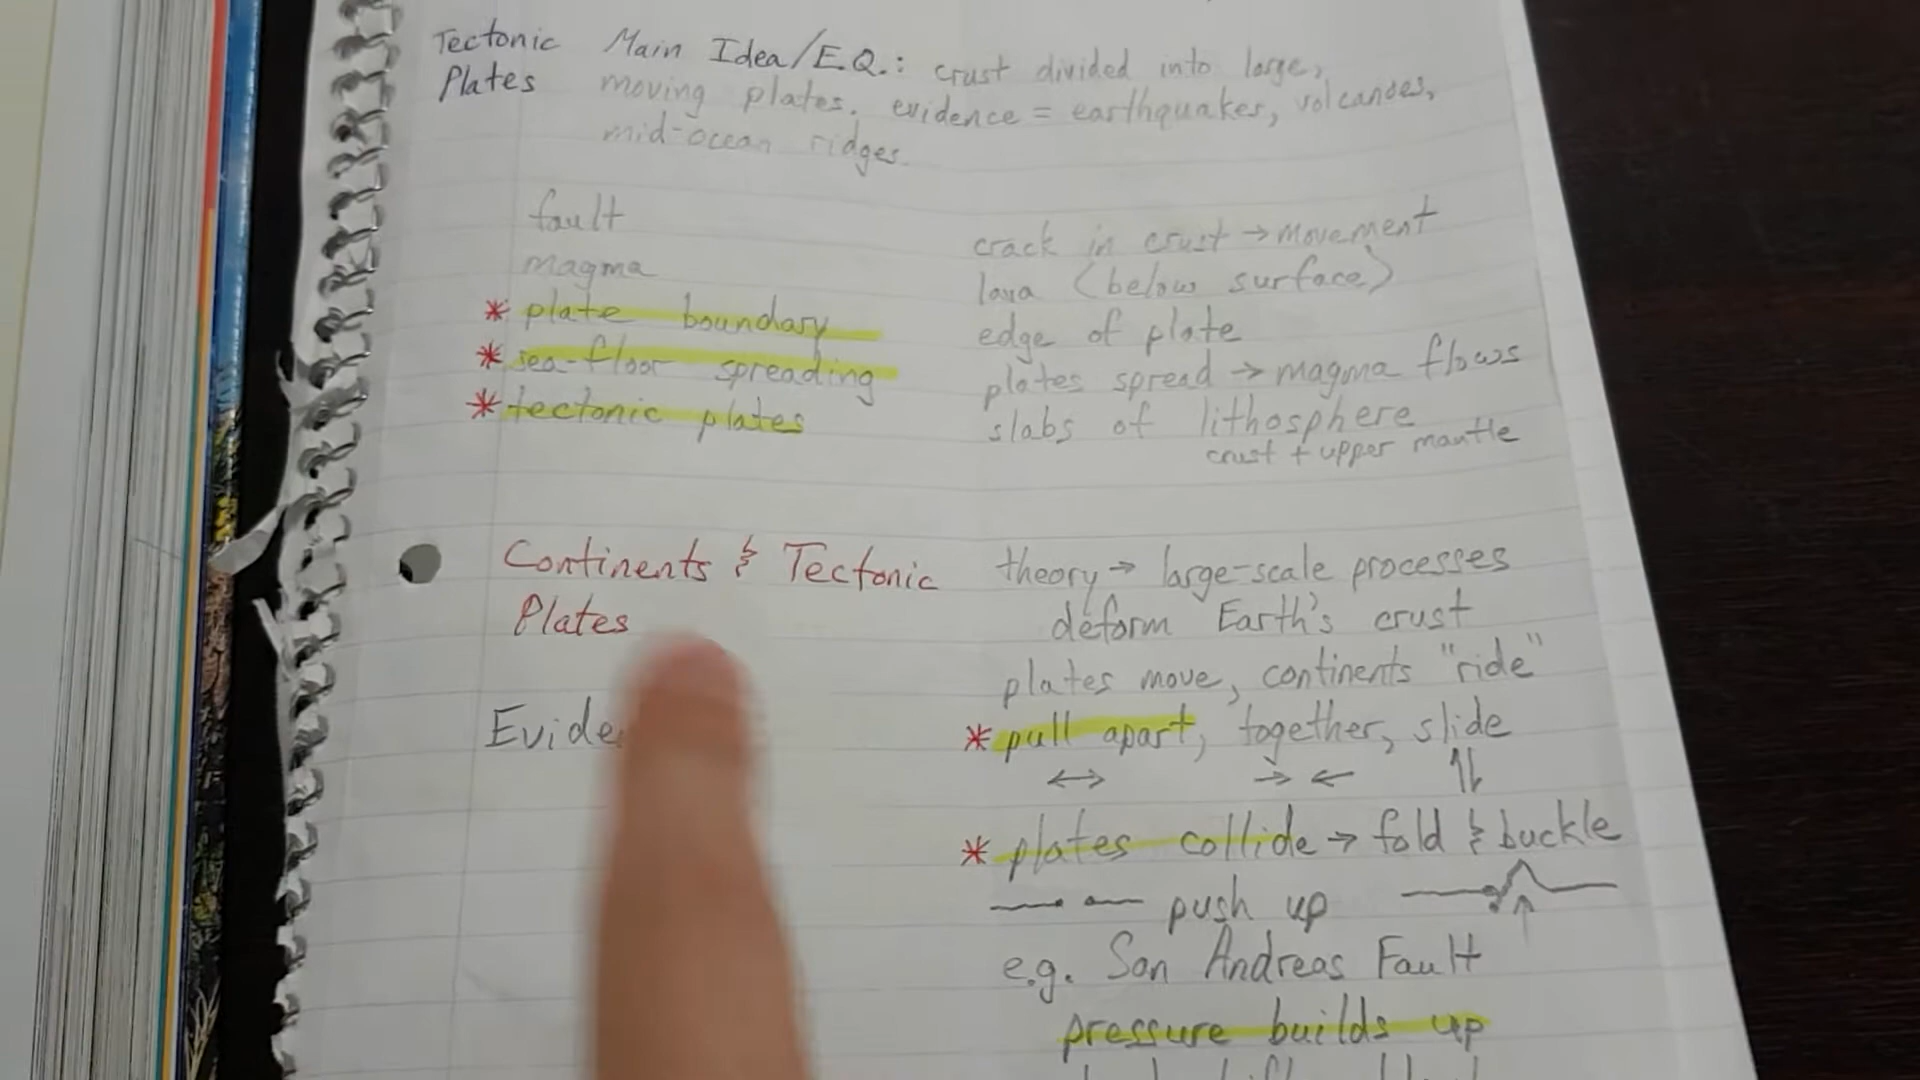 Tectonic Plates
Main Idea/E.Q.: crust divided into large,
moving plates. evidence = earthquakes, volcanoes,
mid-ocean ridges.
fault
crack in crust → movement
magma
lava (below surface)
* plate boundary
edge of plate
* sea-floor spreading
plates spread → magma flows
* tectonic plates
slabs of lithosphere
crust + upper mantle
Continents & Tectonic
Plates
theory → large-scale processes
deform Earth's crust
plates move, continents "ride"
Evide
* pull apart, together, slide
↔ → ← ⥮
* plates collide → fold & buckle
push up
e.g. San Andreas Fault
pressure builds up